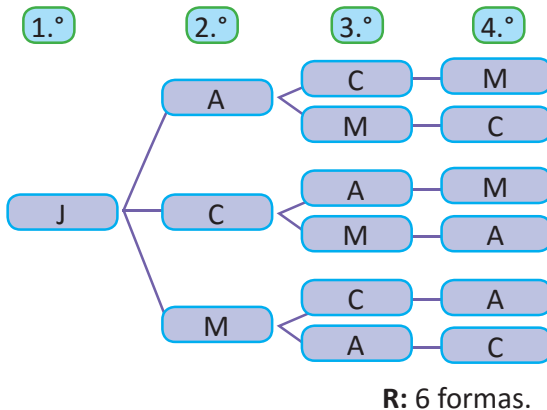 1.° 2.° 3.° 4.°
C M
A
M C
A M
J C
M A
C A
M
A C
R: 6 formas.